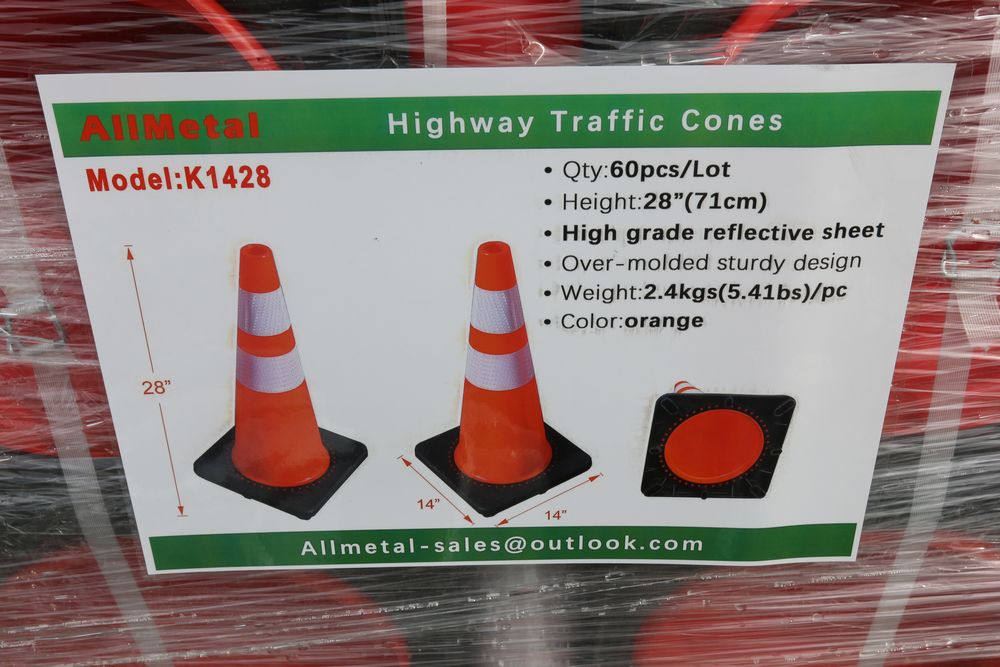 AllMetal
Highway Traffic Cones
Model:K1428
• Qty:60pcs/Lot
• Height:28”(71cm)
• High grade reflective sheet
• Over-molded sturdy design
• Weight:2.4kgs(5.41bs)/pc
• Color:orange
28”
14”
14”
Allmetal-sales@outlook.com